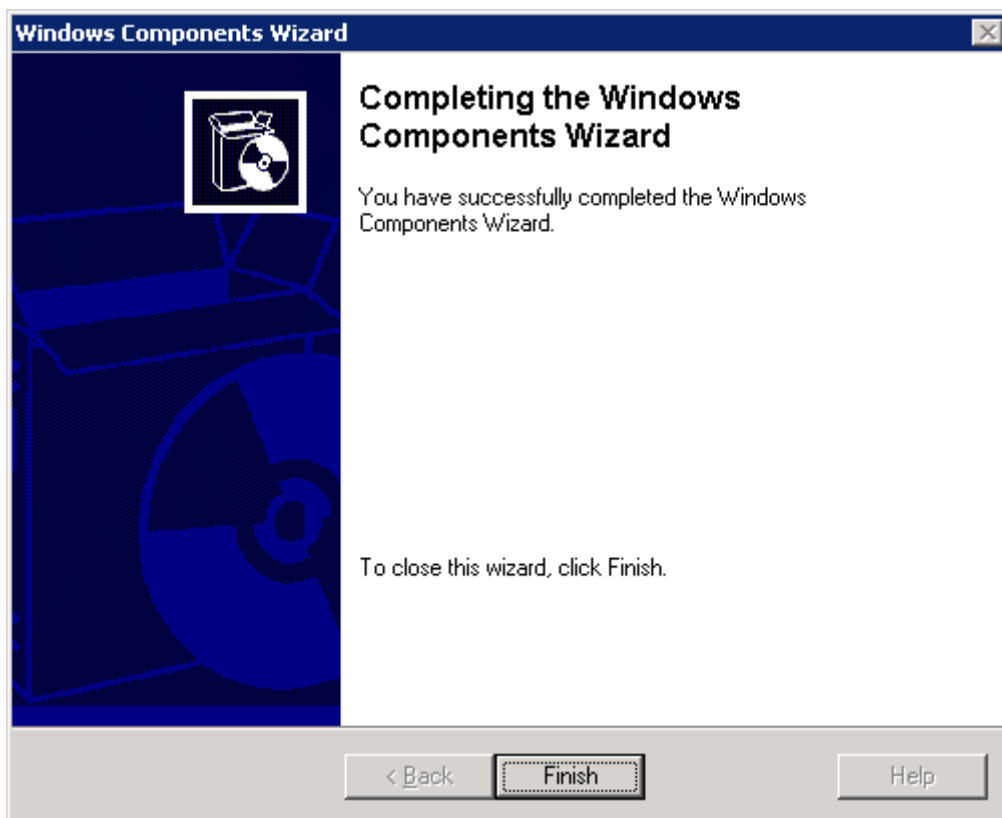 Windows Components Wizard
Completing the Windows
Components Wizard
You have successfully completed the Windows
Components Wizard.
To close this wizard, click Finish.
< Back
Finish
Help